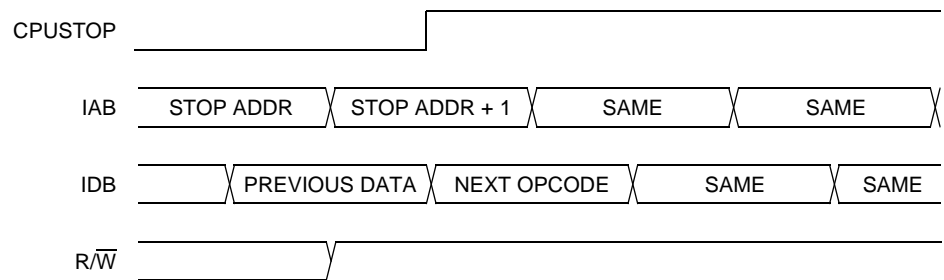 CPUSTOP
IAB STOP ADDR STOP ADDR + 1 SAME SAME
IDB PREVIOUS DATA NEXT OPCODE SAME SAME
R/W̅